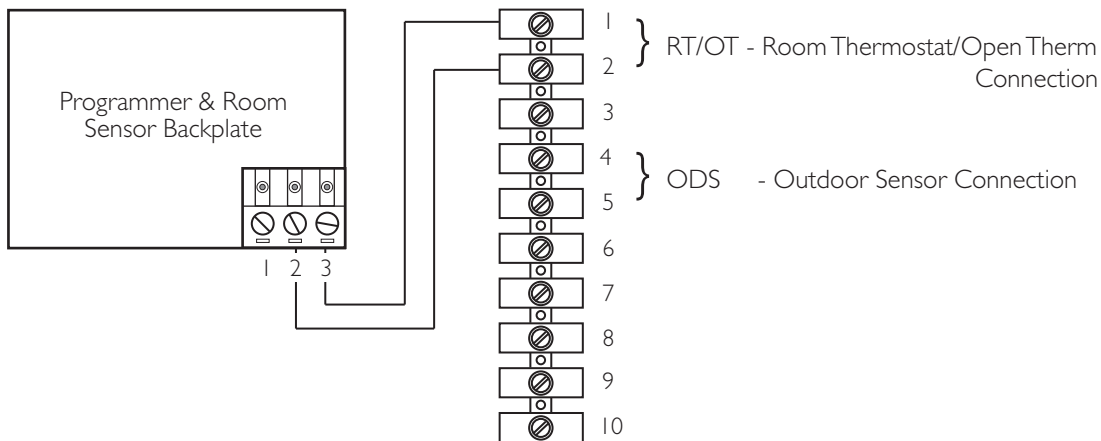 Programmer & Room
Sensor Backplate
1 2 3
1
2
3
4
5
6
7
8
9
10
RT/OT - Room Thermostat/Open Therm
Connection
ODS - Outdoor Sensor Connection